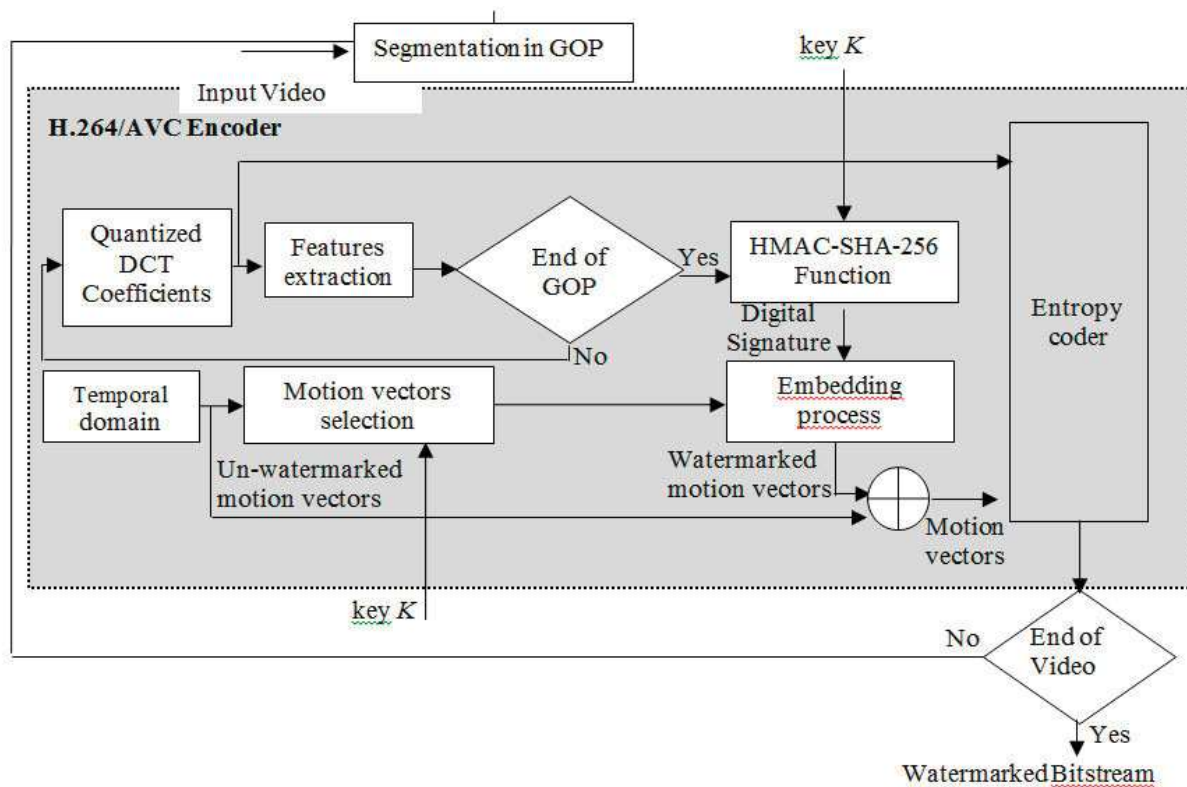 Segmentation in GOP
key K
Input Video
H.264/AVC Encoder
Quantized
DCT
Coefficients
Features
extraction
End of
GOP
Yes
HMAC-SHA-256
Function
Entropy
coder
Digital
Signature
No
Temporal
domain
Motion vectors
selection
Embedding
process
Un-watermarked
motion vectors
Watermarked
motion vectors
Motion
vectors
key K
No
End of
Video
Yes
Watermarked Bitstream